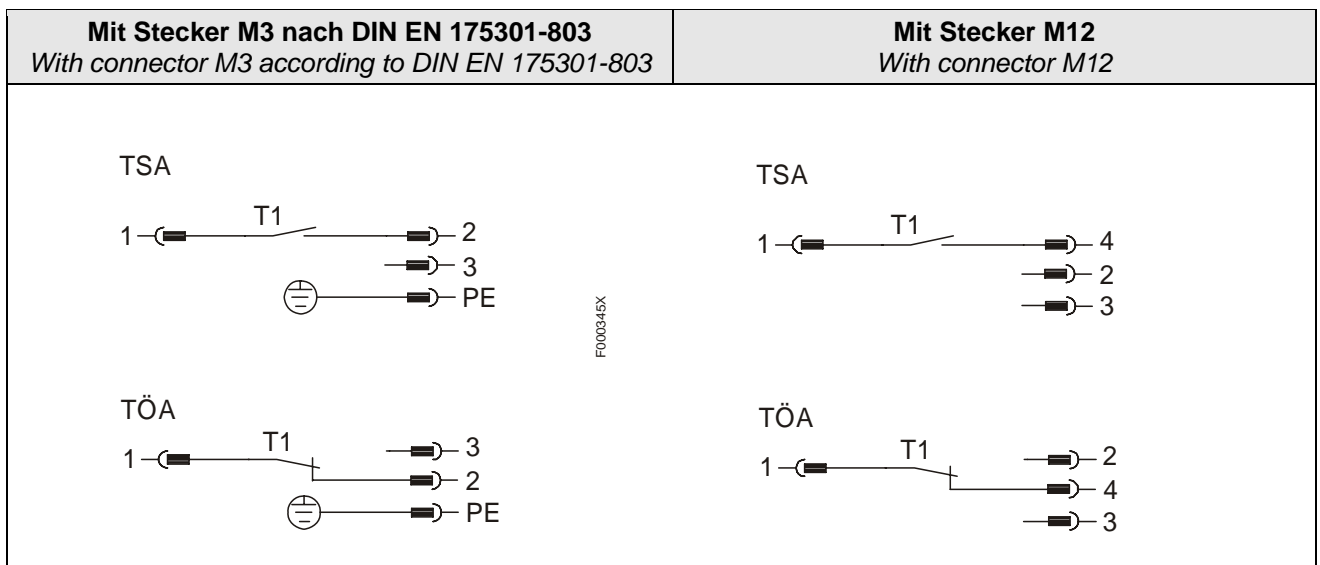 Mit Stecker M3 nach DIN EN 175301-803
With connector M3 according to DIN EN 175301-803
Mit Stecker M12
With connector M12
TSA
1 T1 2
3
PE
F000345X
TÖA
1 T1 3
2
PE
TSA
1 T1 4
2
3
TÖA
1 T1 2
4
3